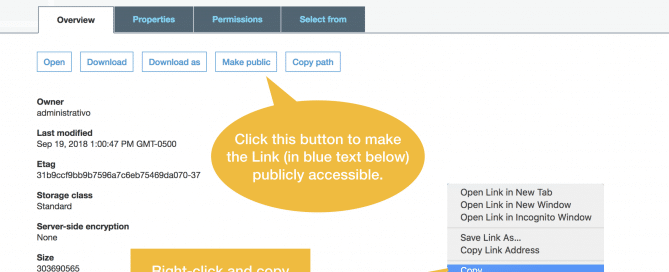 Overview Properties Permissions Select from
Open Download Download as Make public Copy path
Owner
administrativo
Last modified
Sep 19, 2018 1:00:47 PM GMT-0500
Etag
31b9ccf9bb9b7596a7c6eb75469da070-37
Storage class
Standard
Server-side encryption
None
Size
303690565
Click this button to make
the Link (in blue text below)
publicly accessible.
Right-click and copy
Open Link in New Tab
Open Link in New Window
Open Link in Incognito Window
Save Link As...
Copy Link Address
Copy